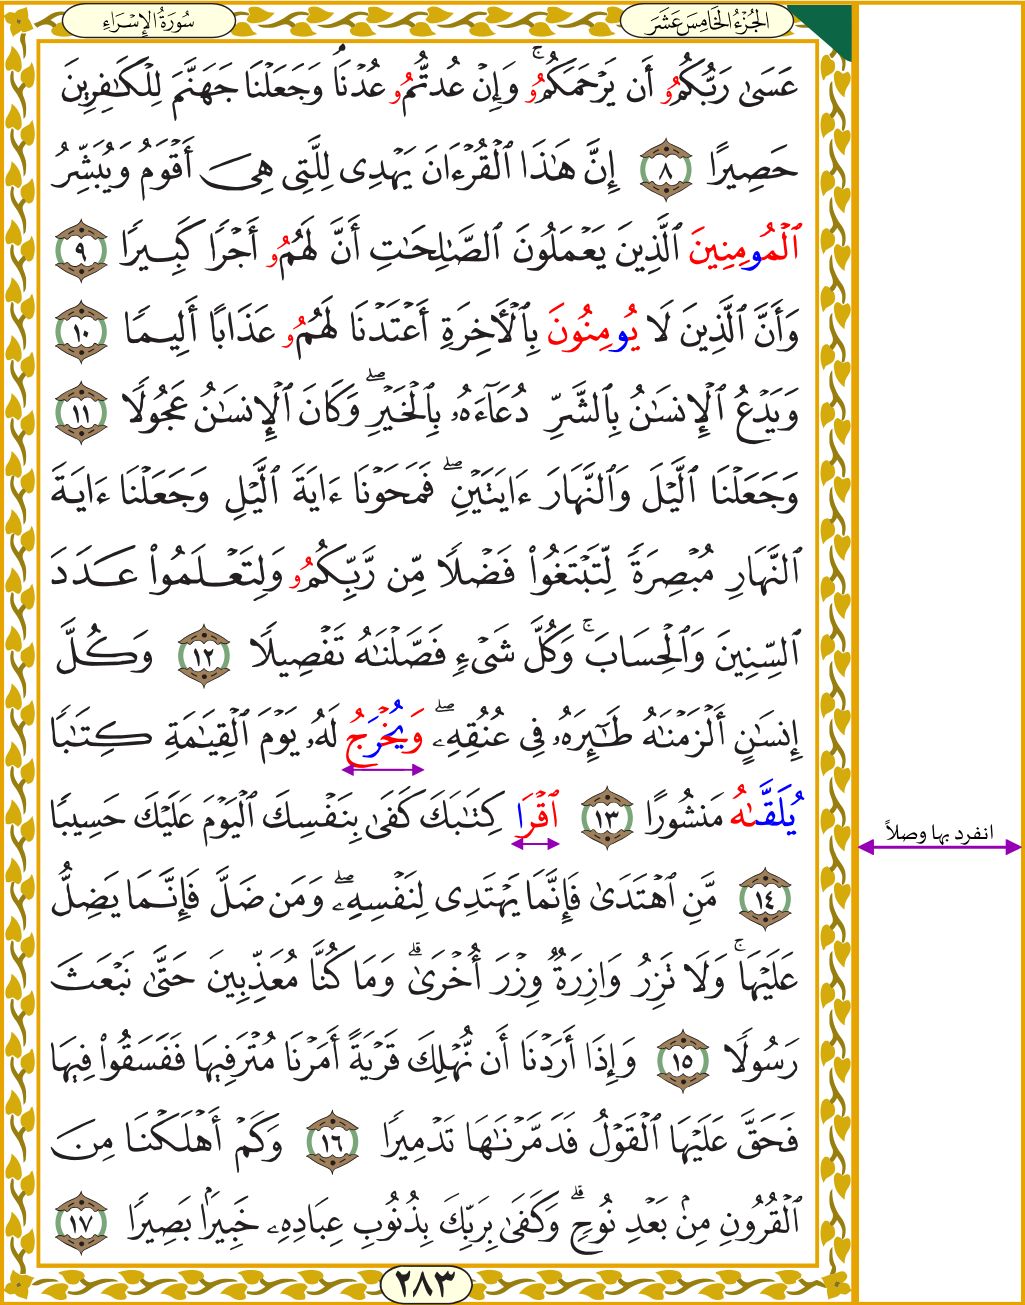 الجُزْءُ الخَامِسَ عَشَرَ
سُورَةُ الإِسْرَاءِ
عَسَىٰ رَبُّكُمُۥ أَن يَرْحَمَكُمُۥۚ وَإِنْ عُدتُّمُۥ عُدْنَاۘ وَجَعَلْنَا جَهَنَّمَ لِلْكَٰفِرِينَ
حَصِيرًا ٨ إِنَّ هَٰذَا ٱلْقُرْءَانَ يَهْدِى لِلَّتِى هِىَ أَقْوَمُ وَيُبَشِّرُ
ٱلْمُومِنِينَ ٱلَّذِينَ يَعْمَلُونَ ٱلصَّٰلِحَٰتِ أَنَّ لَهُمُۥ أَجْرًا كَبِيرًا ٩
وَأَنَّ ٱلَّذِينَ لَا يُومِنُونَ بِٱلْأَخِرَةِ أَعْتَدْنَا لَهُمُۥ عَذَابًا أَلِيمًا ١٠
وَيَدْعُ ٱلْإِنسَٰنُ بِٱلشَّرِّ دُعَآءَهُۥ بِٱلْخَيْرِۖ وَكَانَ ٱلْإِنسَٰنُ عَجُولًا ١١
وَجَعَلْنَا ٱلَّيْلَ وَٱلنَّهَارَ ءَايَتَيْنِۖ فَمَحَوْنَا ءَايَةَ ٱلَّيْلِ وَجَعَلْنَا ءَايَةَ
ٱلنَّهَارِ مُبْصِرَةً لِّتَبْتَغُوا۟ فَضْلًا مِّن رَّبِّكُمُۥ وَلِتَعْلَمُوا۟ عَدَدَ
ٱلسِّنِينَ وَٱلْحِسَابَۚ وَكُلَّ شَىْءٍ فَصَّلْنَٰهُ تَفْصِيلًا ١٢ وَكُلَّ
إِنسَٰنٍ أَلْزَمْنَٰهُ طَٰٓئِرَهُۥ فِى عُنُقِهِۦۖ وَيُخْرَجُ لَهُۥ يَوْمَ ٱلْقِيَٰمَةِ كِتَٰبًا
يُلَقَّىٰهُ مَنشُورًا ١٣ ٱقْرَا كِتَٰبَكَ كَفَىٰ بِنَفْسِكَ ٱلْيَوْمَ عَلَيْكَ حَسِيبًا
انفرد بها وصلاً
١٤ مَّنِ ٱهْتَدَىٰ فَإِنَّمَا يَهْتَدِى لِنَفْسِهِۦۖ وَمَن ضَلَّ فَإِنَّمَا يَضِلُّ
عَلَيْهَاۚ وَلَا تَزِرُ وَازِرَةٌ وِزْرَ أُخْرَىٰۗ وَمَا كُنَّا مُعَذِّبِينَ حَتَّىٰ نَبْعَثَ
رَسُولًا ١٥ وَإِذَا أَرَدْنَا أَن نُّهْلِكَ قَرْيَةً أَمَرْنَا مُتْرَفِيهَا فَفَسَقُوا۟ فِيهَا
فَحَقَّ عَلَيْهَا ٱلْقَوْلُ فَدَمَّرْنَٰهَا تَدْمِيرًا ١٦ وَكَمْ أَهْلَكْنَا مِنَ
ٱلْقُرُونِ مِنۢ بَعْدِ نُوحٍۗ وَكَفَىٰ بِرَبِّكَ بِذُنُوبِ عِبَادِهِۦ خَبِيرًۢا بَصِيرًا ١٧
٢٨٣